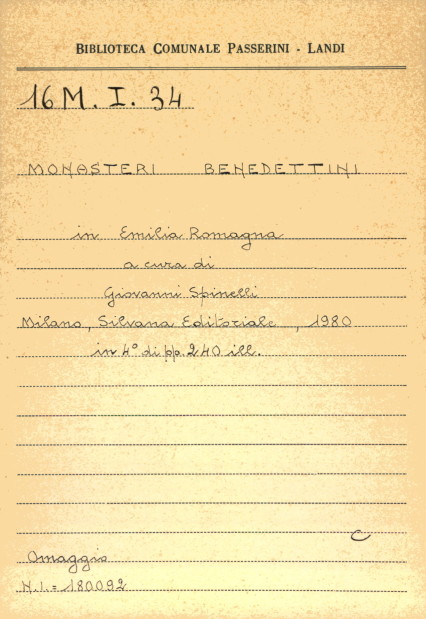 BIBLIOTECA COMUNALE PASSERINI - LANDI
16 M. I. 34
MONASTERI BENEDETTINI
in Emilia Romagna
a cura di
Giovanni Spinelli
Milano, Silvana Editoriale, 1980
in 4° di pp. 240 ill.
C
Omaggio
N.I. = 180092